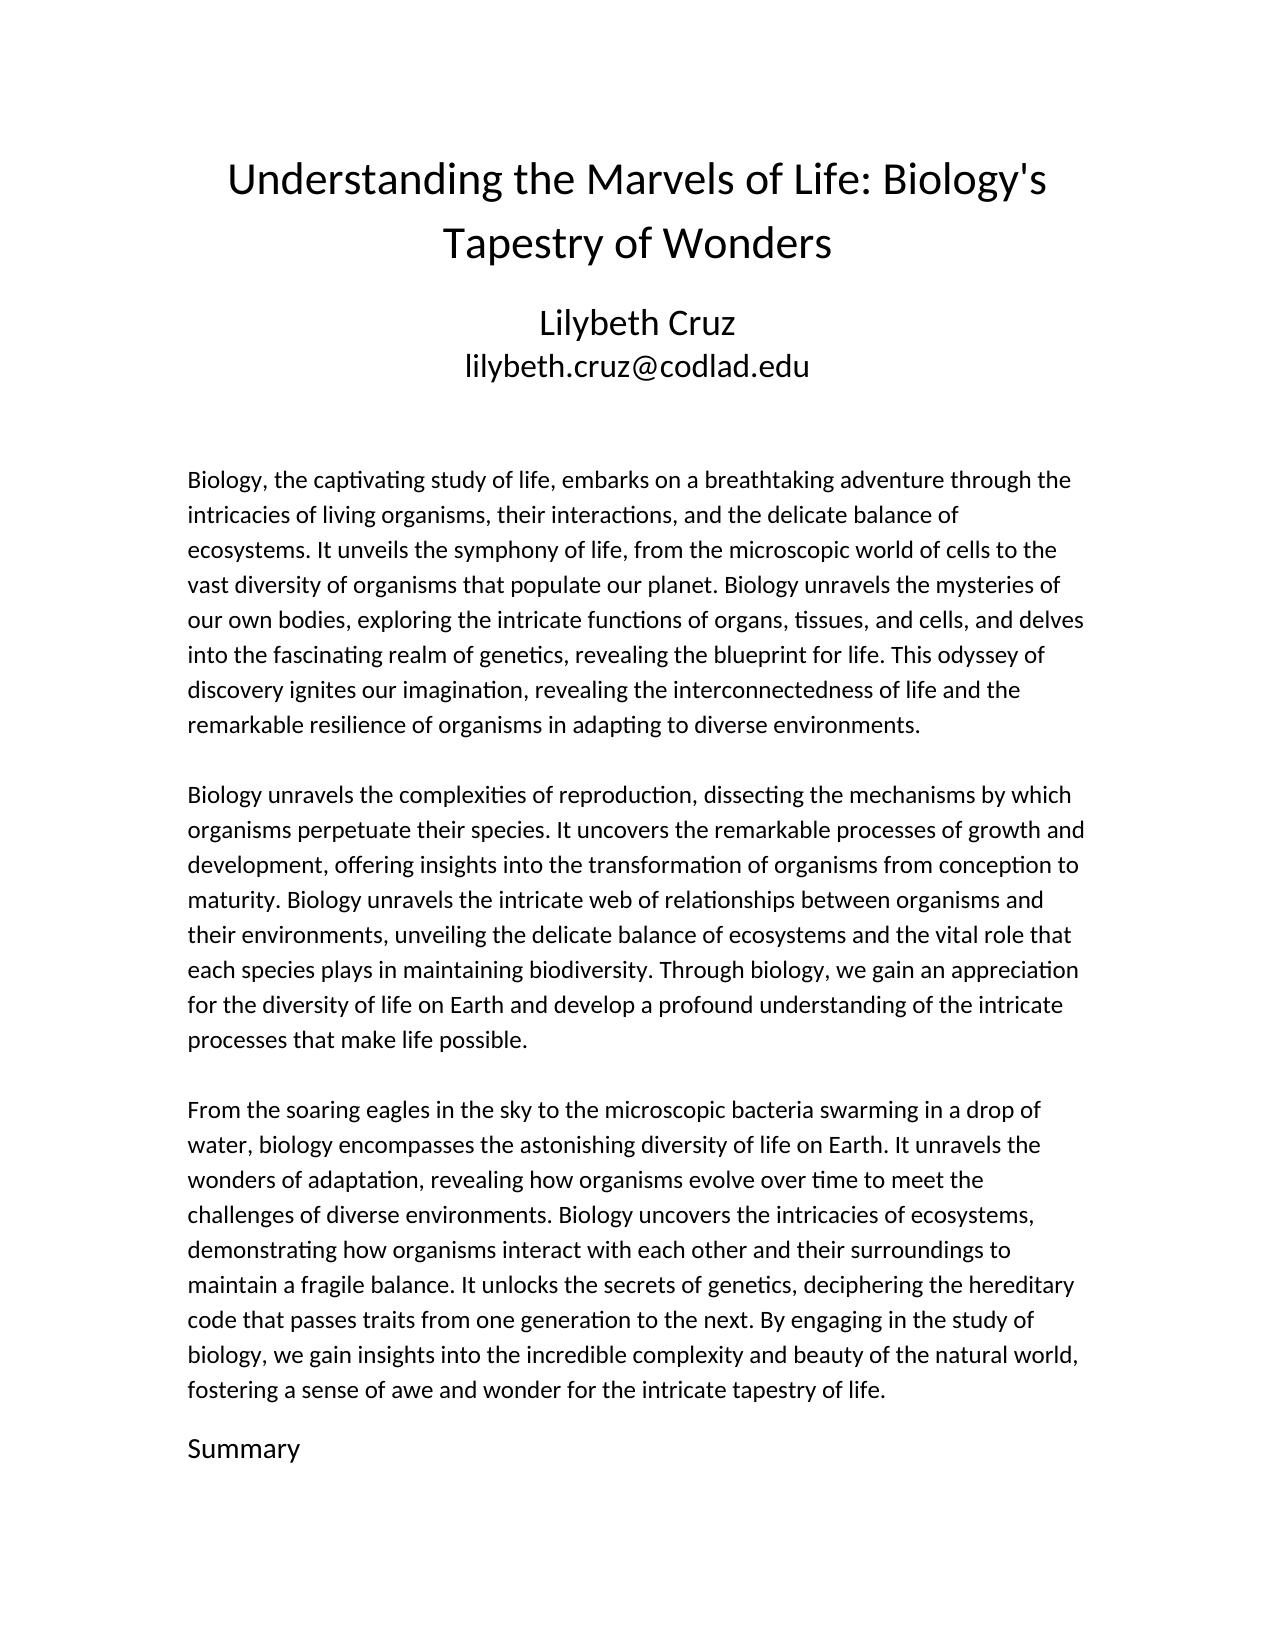 Understanding the Marvels of Life: Biology's
Tapestry of Wonders
Lilybeth Cruz
lilybeth.cruz@codlad.edu
Biology, the captivating study of life, embarks on a breathtaking adventure through the
intricacies of living organisms, their interactions, and the delicate balance of
ecosystems. It unveils the symphony of life, from the microscopic world of cells to the
vast diversity of organisms that populate our planet. Biology unravels the mysteries of
our own bodies, exploring the intricate functions of organs, tissues, and cells, and delves
into the fascinating realm of genetics, revealing the blueprint for life. This odyssey of
discovery ignites our imagination, revealing the interconnectedness of life and the
remarkable resilience of organisms in adapting to diverse environments.
Biology unravels the complexities of reproduction, dissecting the mechanisms by which
organisms perpetuate their species. It uncovers the remarkable processes of growth and
development, offering insights into the transformation of organisms from conception to
maturity. Biology unravels the intricate web of relationships between organisms and
their environments, unveiling the delicate balance of ecosystems and the vital role that
each species plays in maintaining biodiversity. Through biology, we gain an appreciation
for the diversity of life on Earth and develop a profound understanding of the intricate
processes that make life possible.
From the soaring eagles in the sky to the microscopic bacteria swarming in a drop of
water, biology encompasses the astonishing diversity of life on Earth. It unravels the
wonders of adaptation, revealing how organisms evolve over time to meet the
challenges of diverse environments. Biology uncovers the intricacies of ecosystems,
demonstrating how organisms interact with each other and their surroundings to
maintain a fragile balance. It unlocks the secrets of genetics, deciphering the hereditary
code that passes traits from one generation to the next. By engaging in the study of
biology, we gain insights into the incredible complexity and beauty of the natural world,
fostering a sense of awe and wonder for the intricate tapestry of life.
Summary